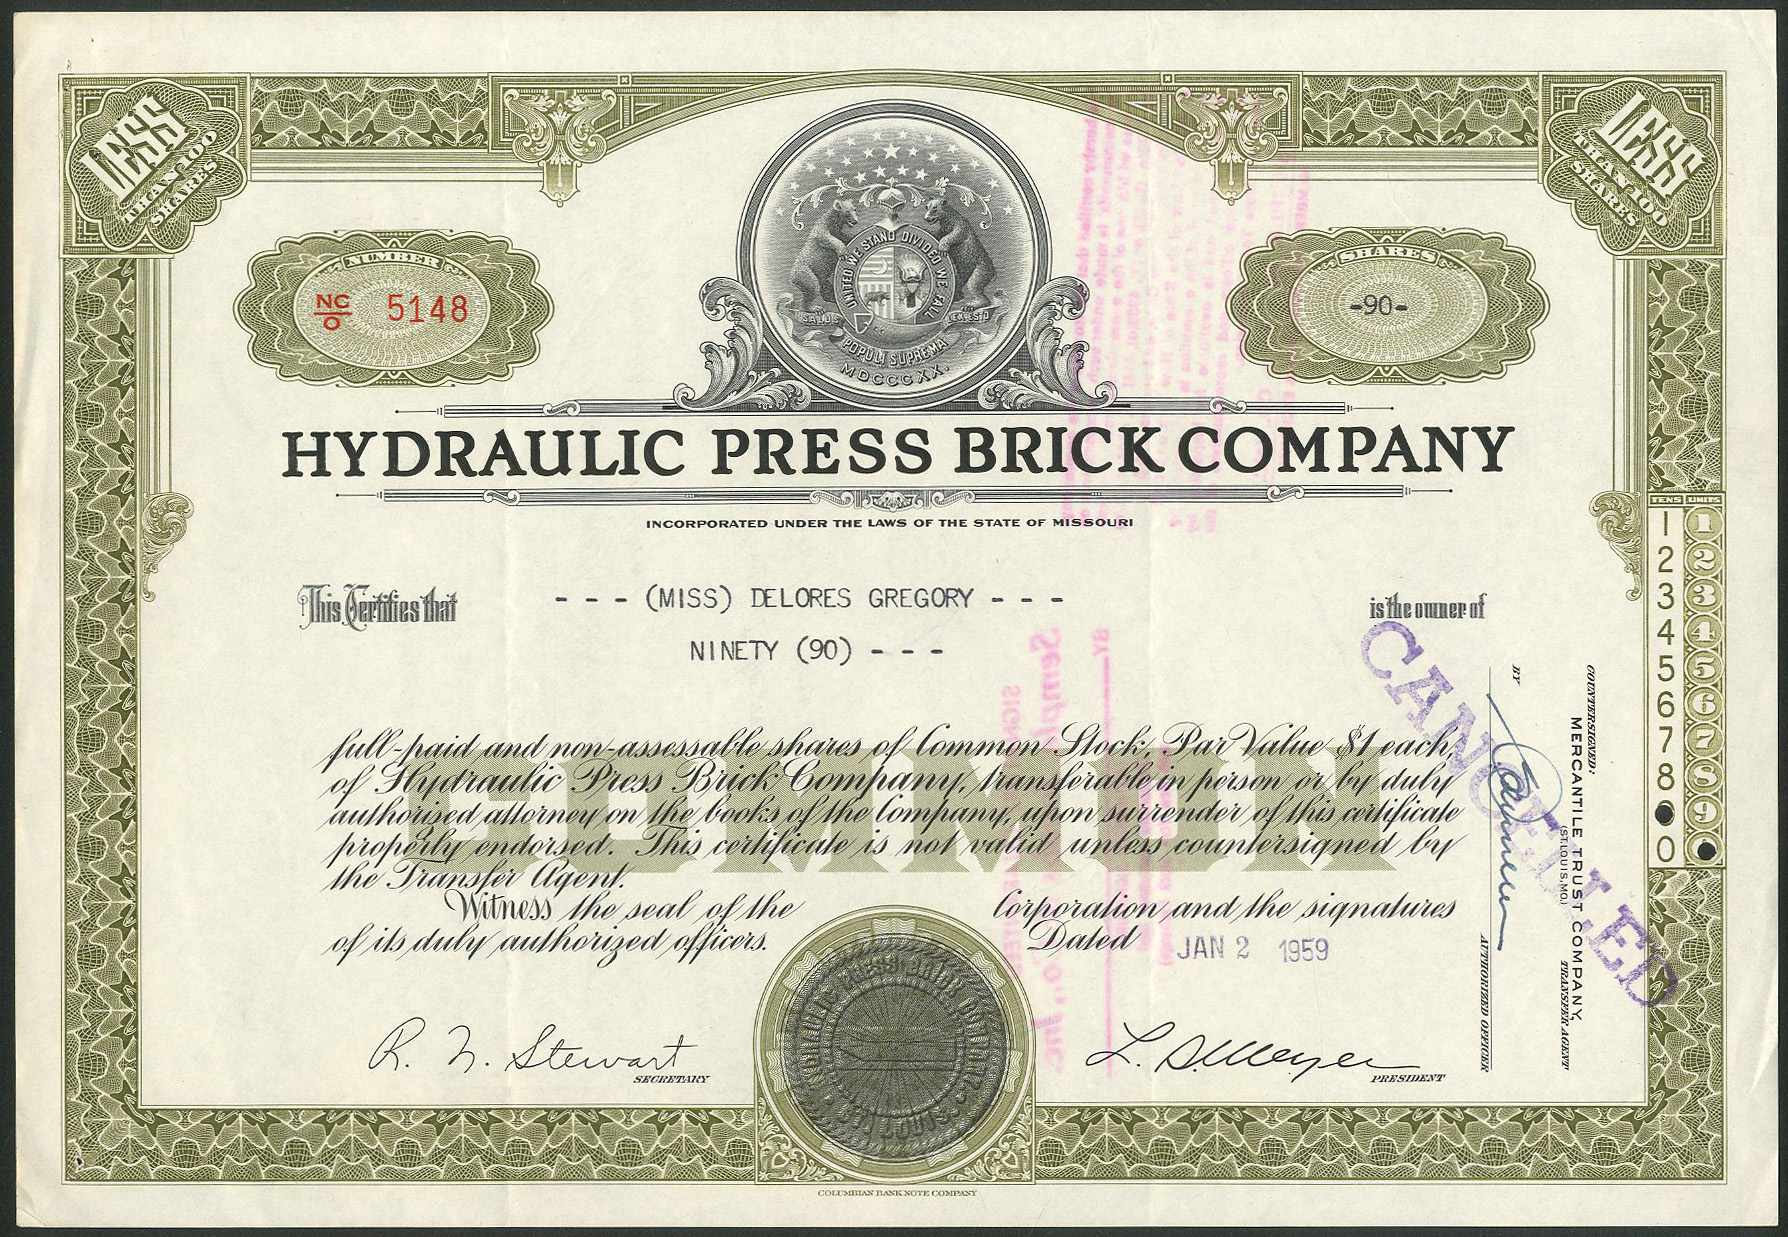 LESS
THAN 100
SHARES
LESS
THAN 100
SHARES
NUMBER
NC
O 5148
UNITED WE STAND DIVIDED WE FALL
SALUS POPULI SUPREMA LEX ESTO
MDCCCXX.
SHARES
-90-
HYDRAULIC PRESS BRICK COMPANY
INCORPORATED UNDER THE LAWS OF THE STATE OF MISSOURI
This Certifies that - - - (MISS) DELORES GREGORY - - - is the owner of
NINETY (90) - - -
COMMON
full-paid and non-assessable shares of Common Stock, Par Value $1 each,
of Hydraulic Press Brick Company, transferable in person or by duly
authorised attorney on the books of the Company, upon surrender of this certificate
properly endorsed. This certificate is not valid unless countersigned by
the Transfer Agent.
Witness the seal of the Corporation and the signatures
of its duly authorized officers. Dated JAN 2 1959
R. N. Stewart
SECRETARY
L. S. Meyer
PRESIDENT
COUNTERSIGNED:
MERCANTILE TRUST COMPANY,
(ST. LOUIS, MO.) TRANSFER AGENT
BY
AUTHORIZED OFFICER
CANCELLED
TENS UNITS
1 1
2 2
3 3
4 4
5 5
6 6
7 7
8 8
9
0
COLUMBIAN BANK NOTE COMPANY